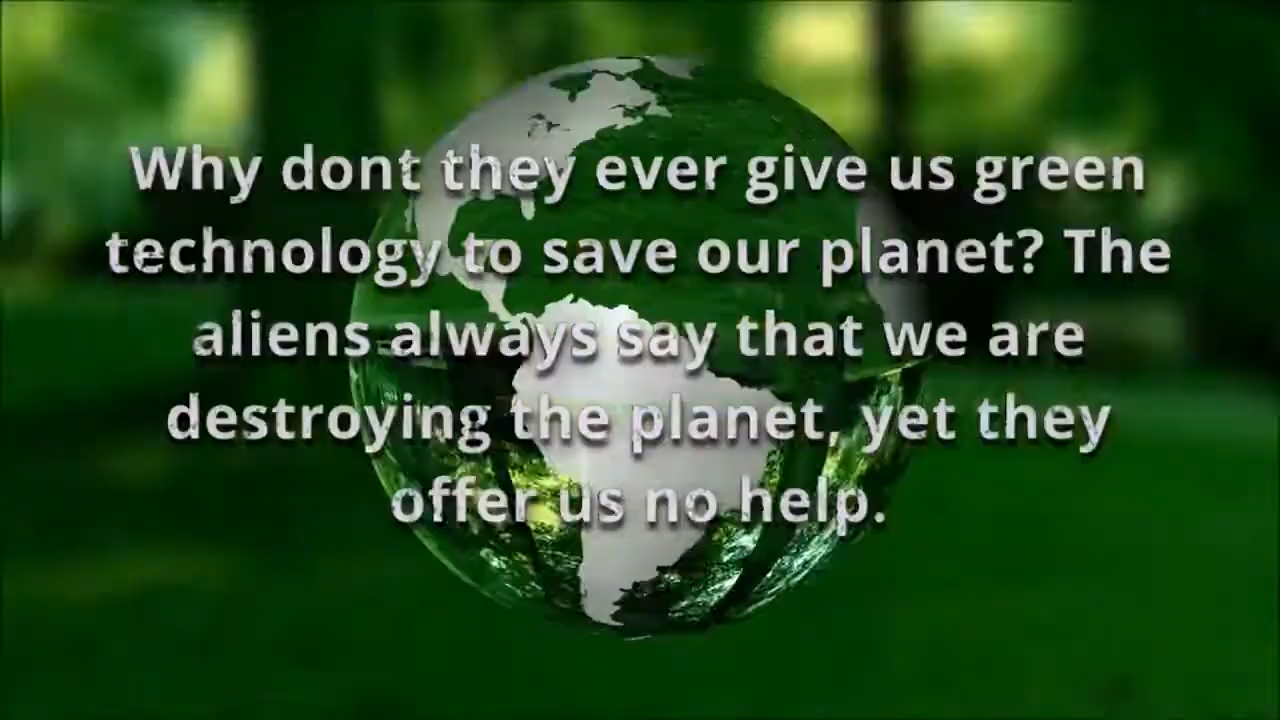 Why dont they ever give us green
technology to save our planet? The
aliens always say that we are
destroying the planet, yet they
offer us no help.